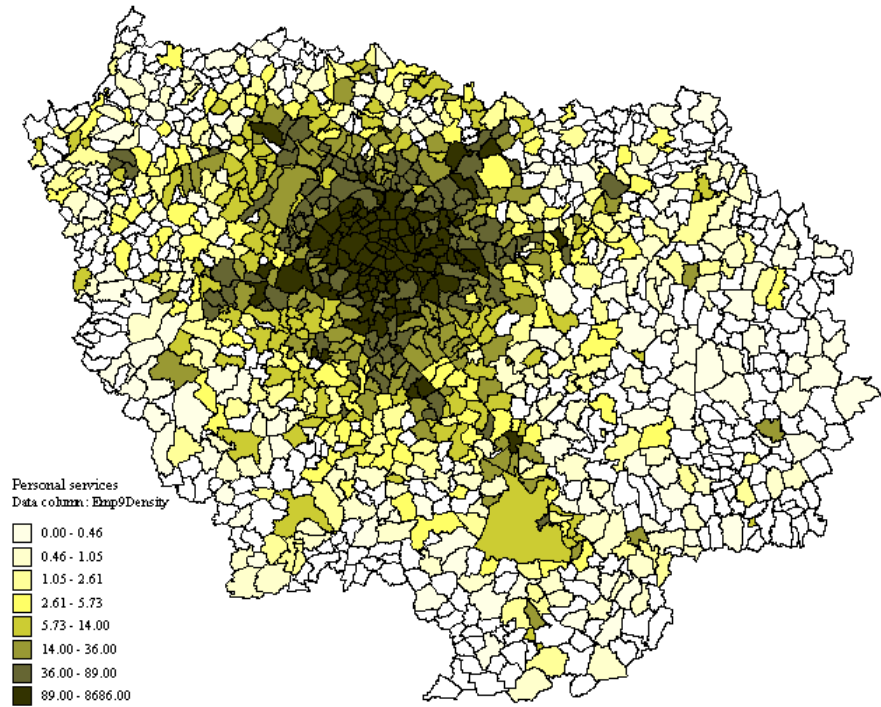 Personal services
Data column: Emp9Density
0.00 - 0.46
0.46 - 1.05
1.05 - 2.61
2.61 - 5.73
5.73 - 14.00
14.00 - 36.00
36.00 - 89.00
89.00 - 8686.00